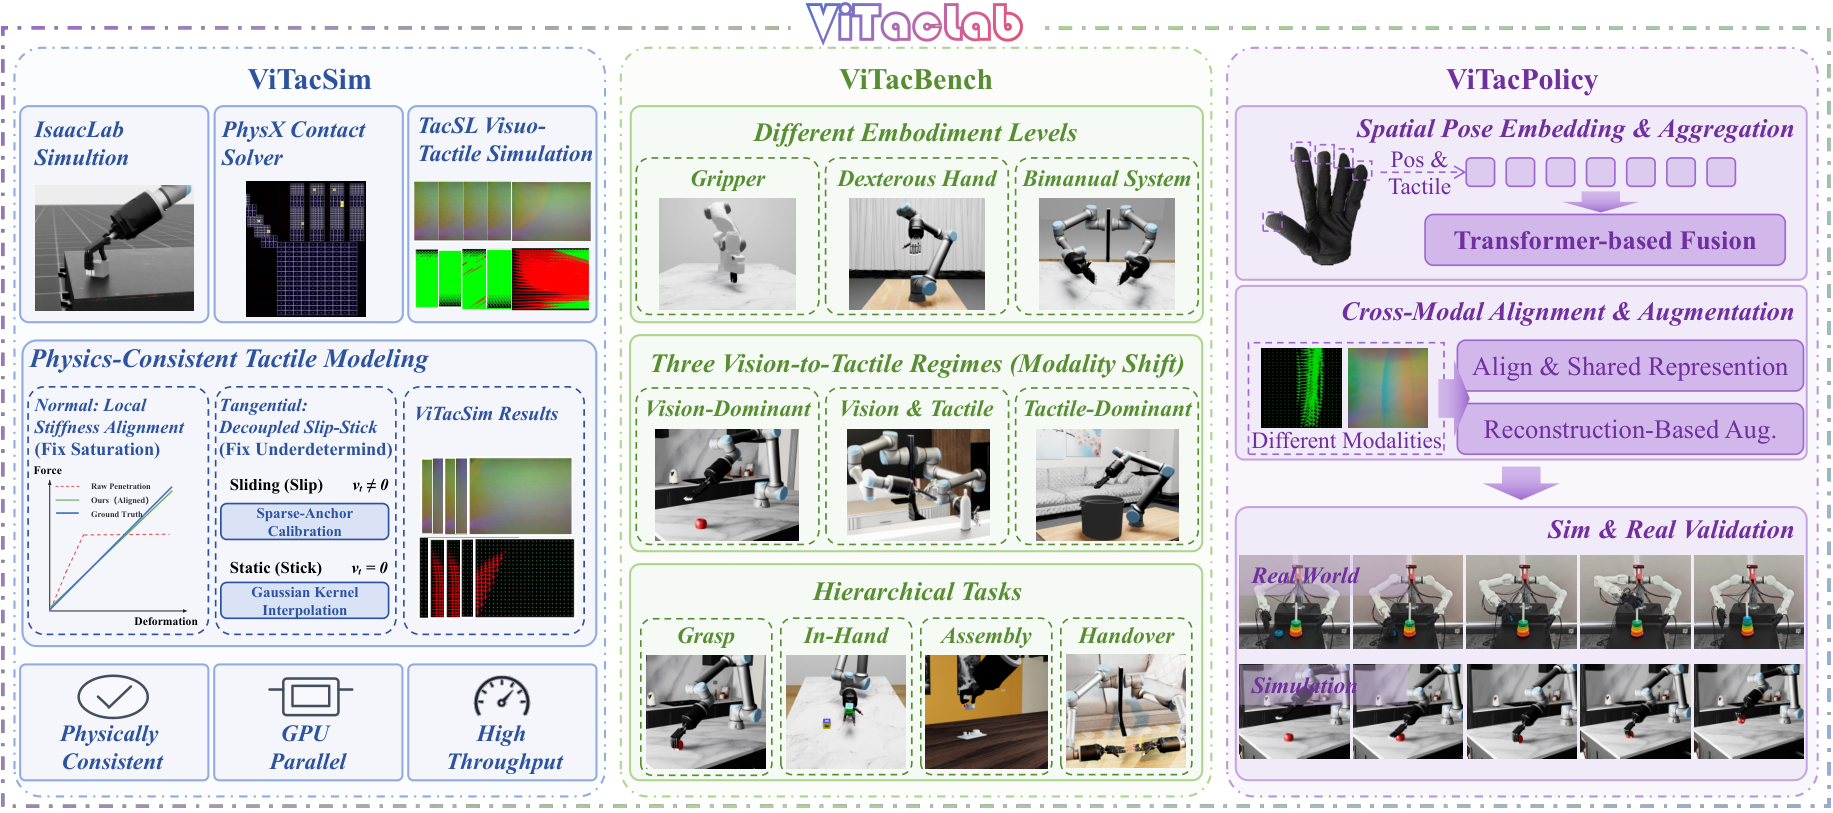 ViTacLab
ViTacSim
IsaacLab
Simultion
PhysX Contact
Solver
TacSL Visuo-
Tactile Simulation
Physics-Consistent Tactile Modeling
Normal: Local
Stiffness Alignment
(Fix Saturation)
Force
Raw Penetration
Ours (Aligned)
Ground Truth
Deformation
Tangential:
Decoupled Slip-Stick
(Fix Underdetermind)
Sliding (Slip) vₜ ≠ 0
Sparse-Anchor
Calibration
Static (Stick) vₜ = 0
Gaussian Kernel
Interpolation
ViTacSim Results
Physically
Consistent
GPU
Parallel
High
Throughput
ViTacBench
Different Embodiment Levels
Gripper
Dexterous Hand
Bimanual System
Three Vision-to-Tactile Regimes (Modality Shift)
Vision-Dominant
Vision & Tactile
Tactile-Dominant
Hierarchical Tasks
Grasp
In-Hand
Assembly
Handover
ViTacPolicy
Spatial Pose Embedding & Aggregation
Pos &
Tactile
Transformer-based Fusion
Cross-Modal Alignment & Augmentation
Different Modalities
Align & Shared Represention
Reconstruction-Based Aug.
Sim & Real Validation
Real World
Simulation